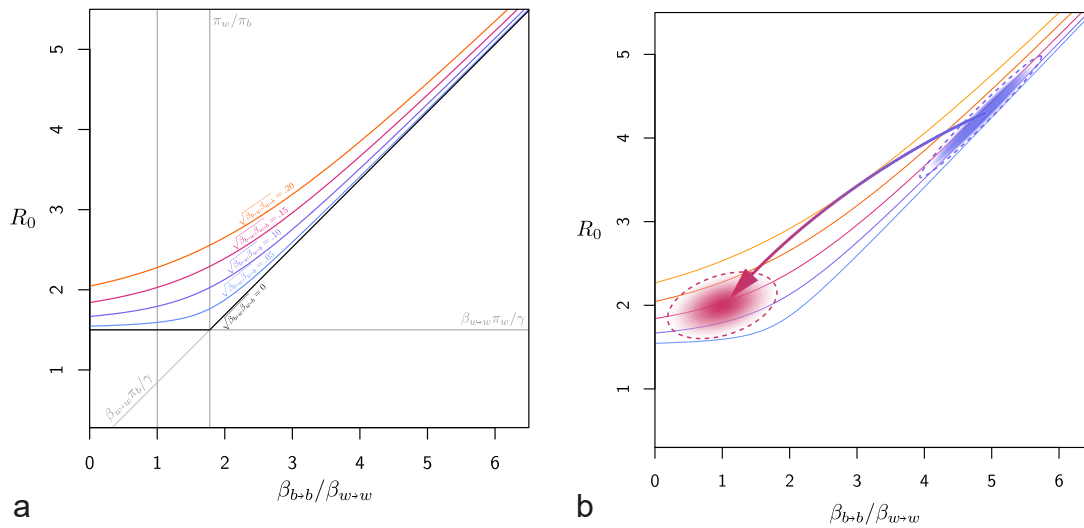 π_w/π_b
5
4
3
2
1
R_0
√β_{b→w}β_{w→b} = .20
√β_{b→w}β_{w→b} = .15
√β_{b→w}β_{w→b} = .10
√β_{b→w}β_{w→b} = .05
√β_{b→w}β_{w→b} = 0
β_{w→w}π_w/γ
β_{w→w}π_b/γ
0 1 2 3 4 5 6
β_{b→b}/β_{w→w}
a
5
4
3
2
1
R_0
0 1 2 3 4 5 6
β_{b→b}/β_{w→w}
b